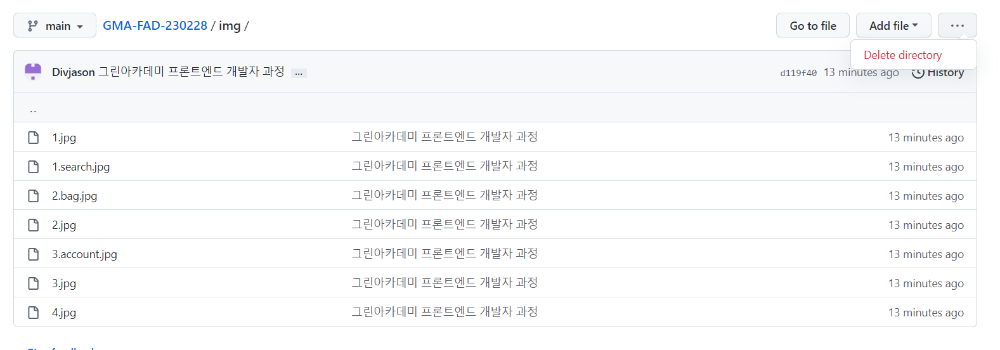 main GMA-FAD-230228 / img / Go to file Add file ...
Delete directory
Divjason 그린아카데미 프론트엔드 개발자 과정 ... d119f40 13 minutes ago History
..
1.jpg 그린아카데미 프론트엔드 개발자 과정 13 minutes ago
1.search.jpg 그린아카데미 프론트엔드 개발자 과정 13 minutes ago
2.bag.jpg 그린아카데미 프론트엔드 개발자 과정 13 minutes ago
2.jpg 그린아카데미 프론트엔드 개발자 과정 13 minutes ago
3.account.jpg 그린아카데미 프론트엔드 개발자 과정 13 minutes ago
3.jpg 그린아카데미 프론트엔드 개발자 과정 13 minutes ago
4.jpg 그린아카데미 프론트엔드 개발자 과정 13 minutes ago